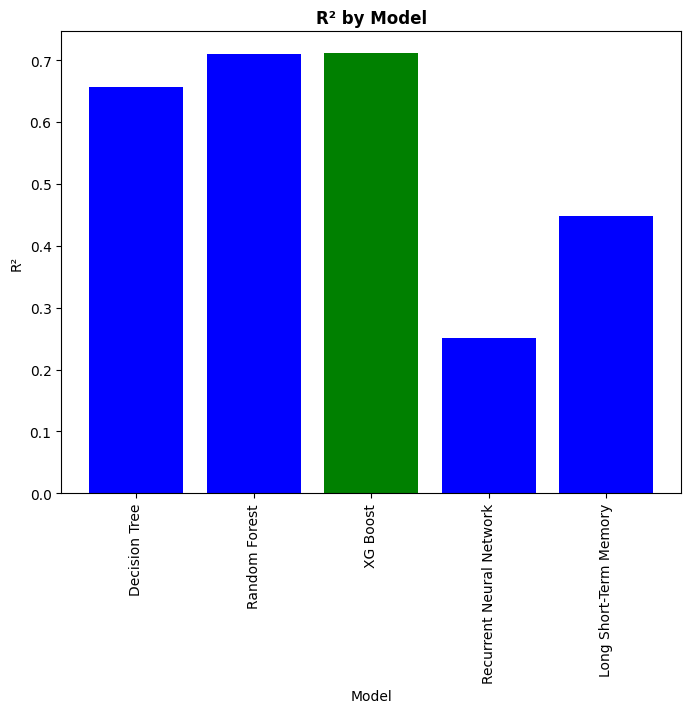 R² by Model
R²
0.7
0.6
0.5
0.4
0.3
0.2
0.1
0.0
Decision Tree
Random Forest
XG Boost
Recurrent Neural Network
Long Short-Term Memory
Model